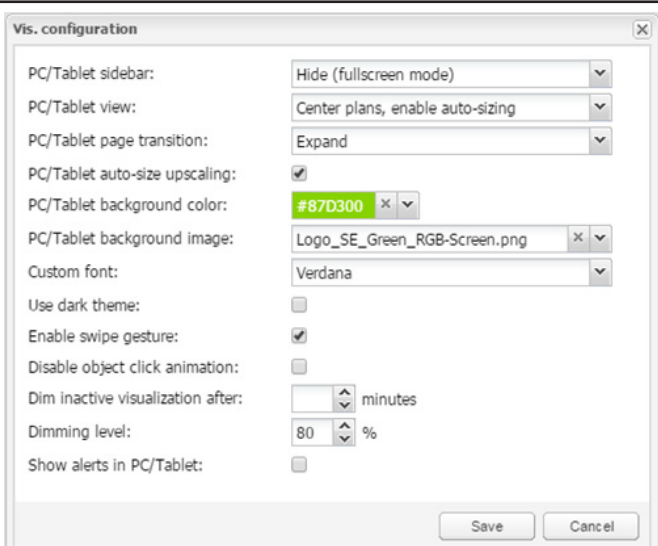 Vis. configuration
PC/Tablet sidebar: Hide (fullscreen mode)
PC/Tablet view: Center plans, enable auto-sizing
PC/Tablet page transition: Expand
PC/Tablet auto-size upscaling:
PC/Tablet background color: #87D300
PC/Tablet background image: Logo_SE_Green_RGB-Screen.png
Custom font: Verdana
Use dark theme:
Enable swipe gesture:
Disable object click animation:
Dim inactive visualization after: minutes
Dimming level: 80 %
Show alerts in PC/Tablet:
Save Cancel